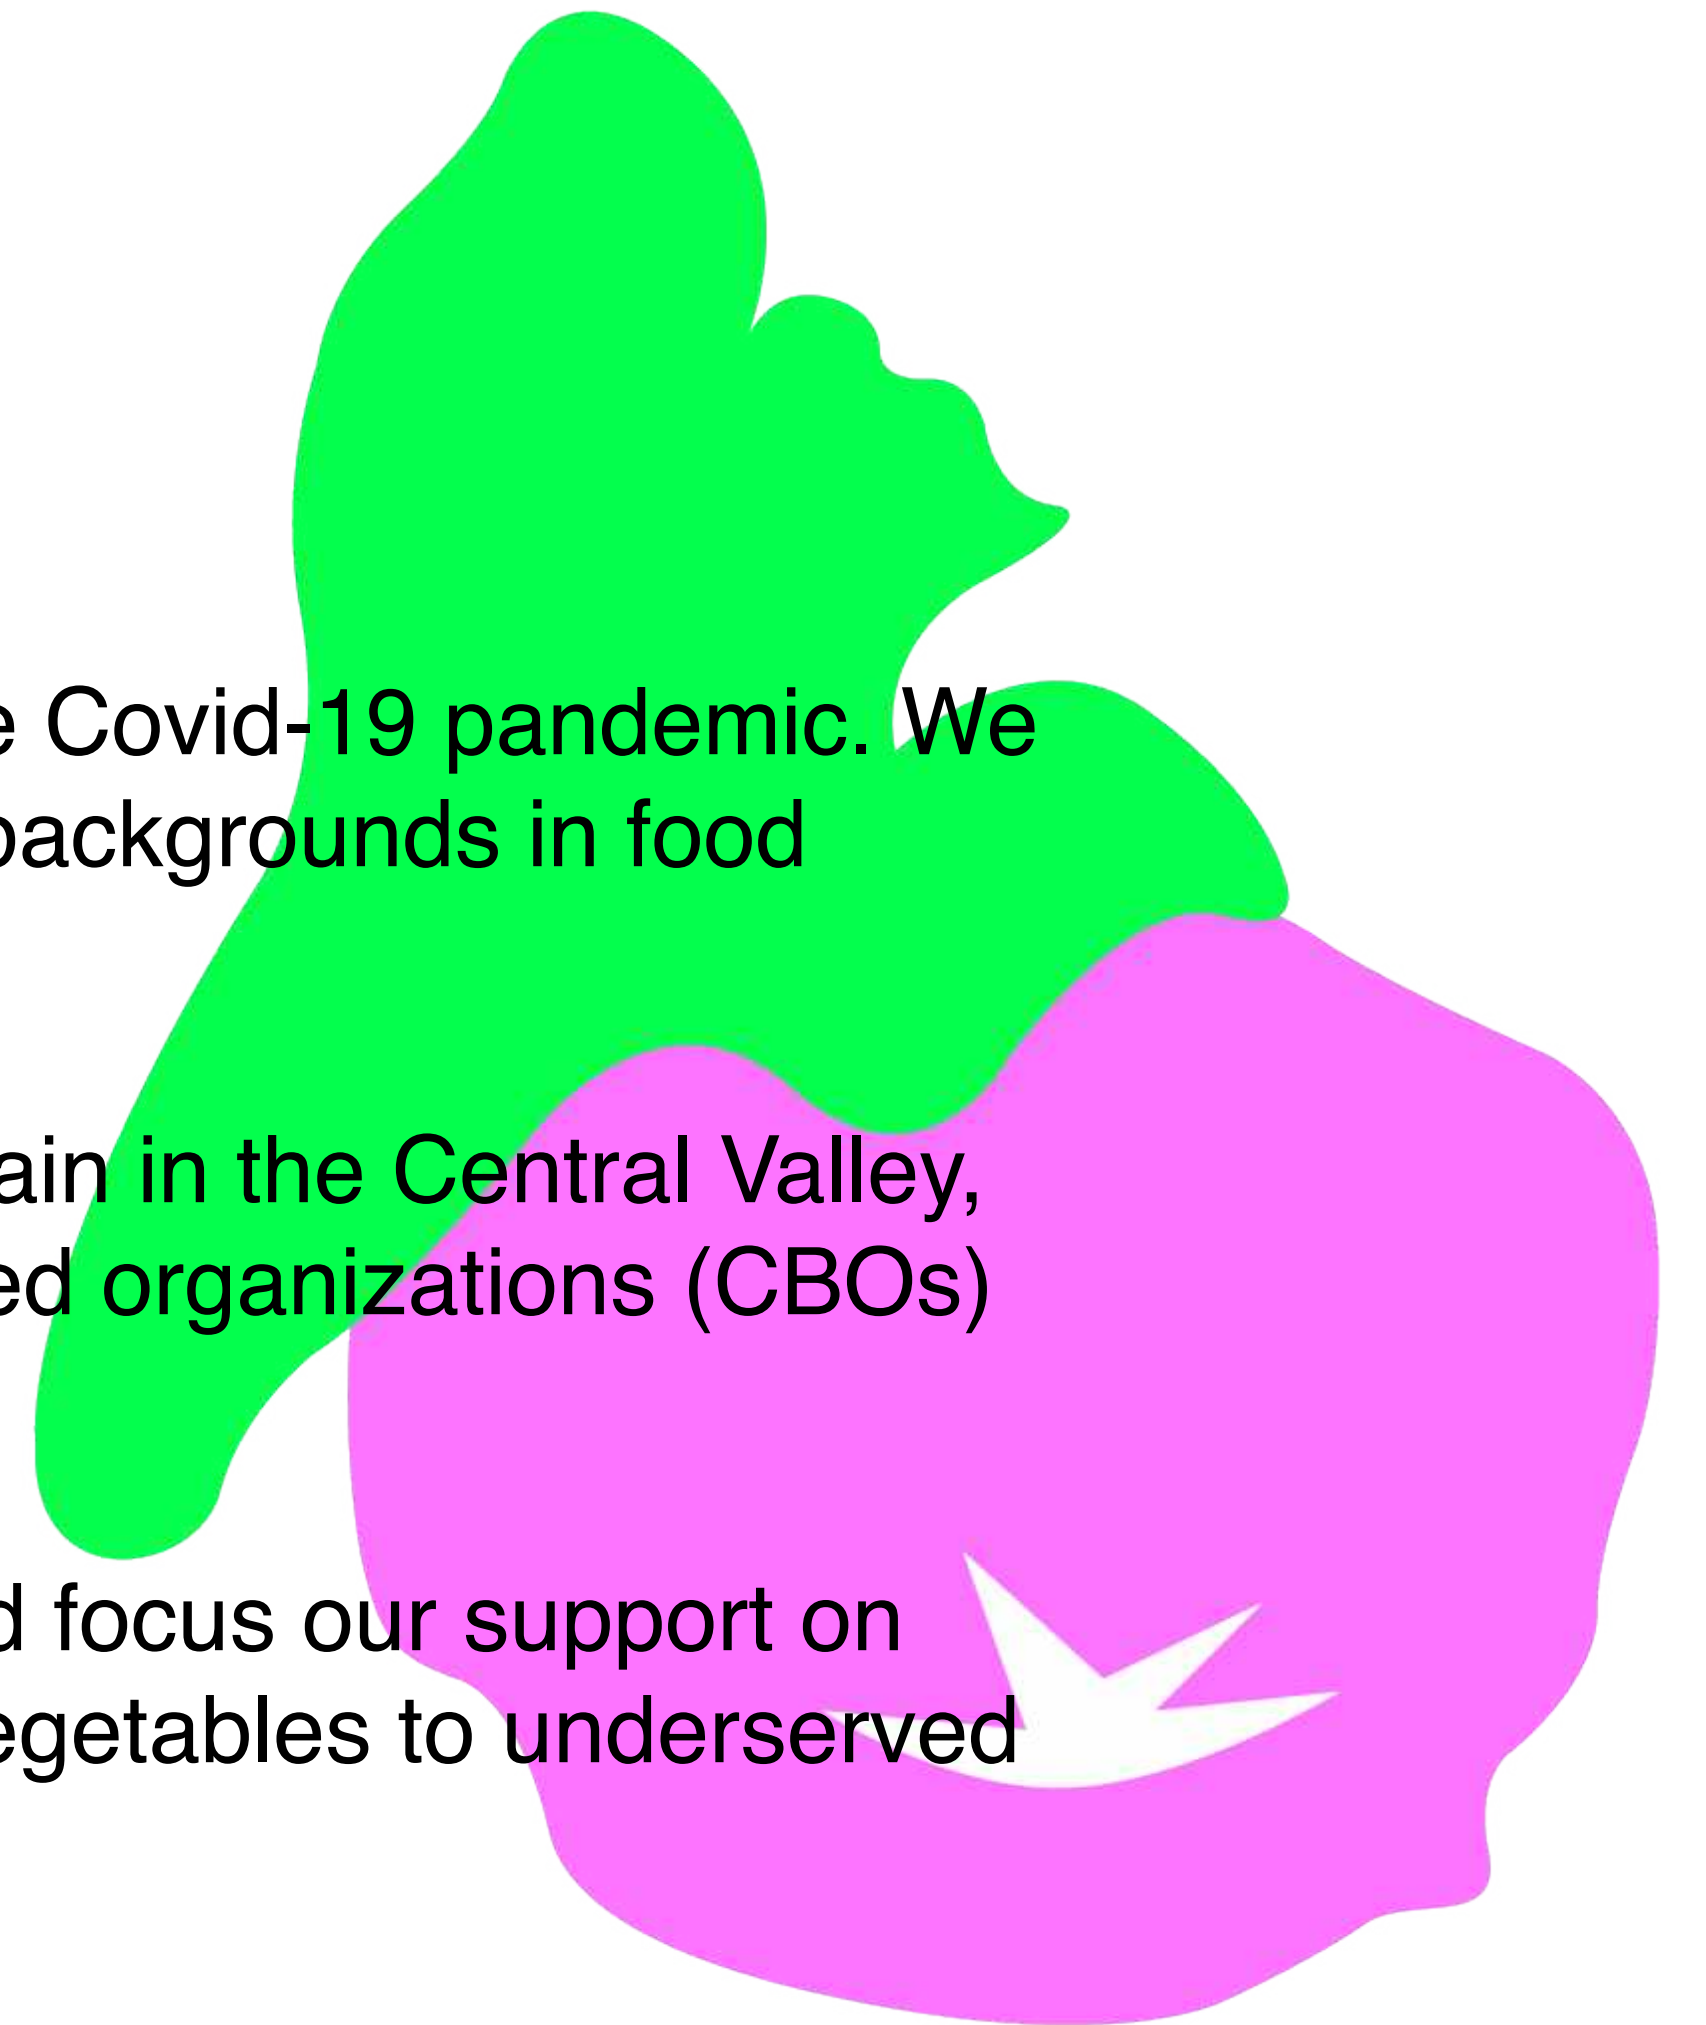 e Covid-19 pandemic. We
backgrounds in food
ain in the Central Valley,
ed organizations (CBOs)
d focus our support on
egetables to underserved